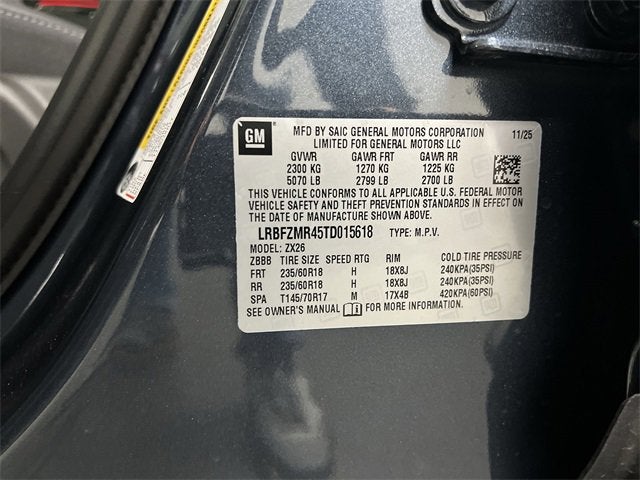 GM
MFD BY SAIC GENERAL MOTORS CORPORATION 11/25
LIMITED FOR GENERAL MOTORS LLC
GVWR GAWR FRT GAWR RR
2300 KG 1270 KG 1225 KG
5070 LB 2799 LB 2700 LB
THIS VEHICLE CONFORMS TO ALL APPLICABLE U.S. FEDERAL MOTOR
VEHICLE SAFETY AND THEFT PREVENTION STANDARDS IN EFFECT ON
THE DATE OF MANUFACTURE SHOWN ABOVE.
LRBFZMR45TD015618 TYPE: M.P.V.
MODEL: ZX26
ZBBB TIRE SIZE SPEED RTG RIM COLD TIRE PRESSURE
FRT 235/60R18 H 18X8J 240KPA(35PSI)
RR 235/60R18 H 18X8J 240KPA(35PSI)
SPA T145/70R17 M 17X4B 420KPA(60PSI)
SEE OWNER'S MANUAL FOR MORE INFORMATION.